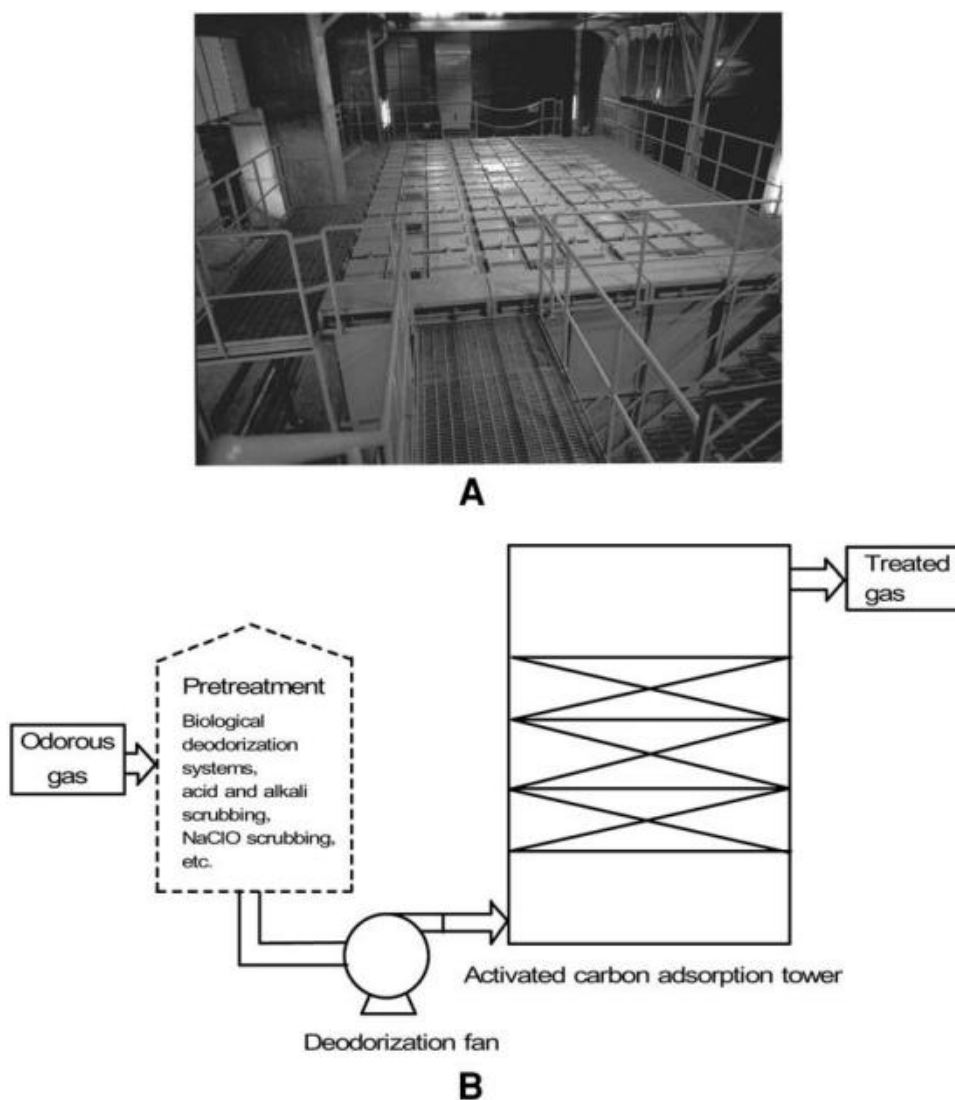 A
Treated
gas
Pretreatment
Biological
deodorization
systems,
acid and alkali
scrubbing,
NaClO scrubbing,
etc.
Odorous
gas
Activated carbon adsorption tower
Deodorization fan
B